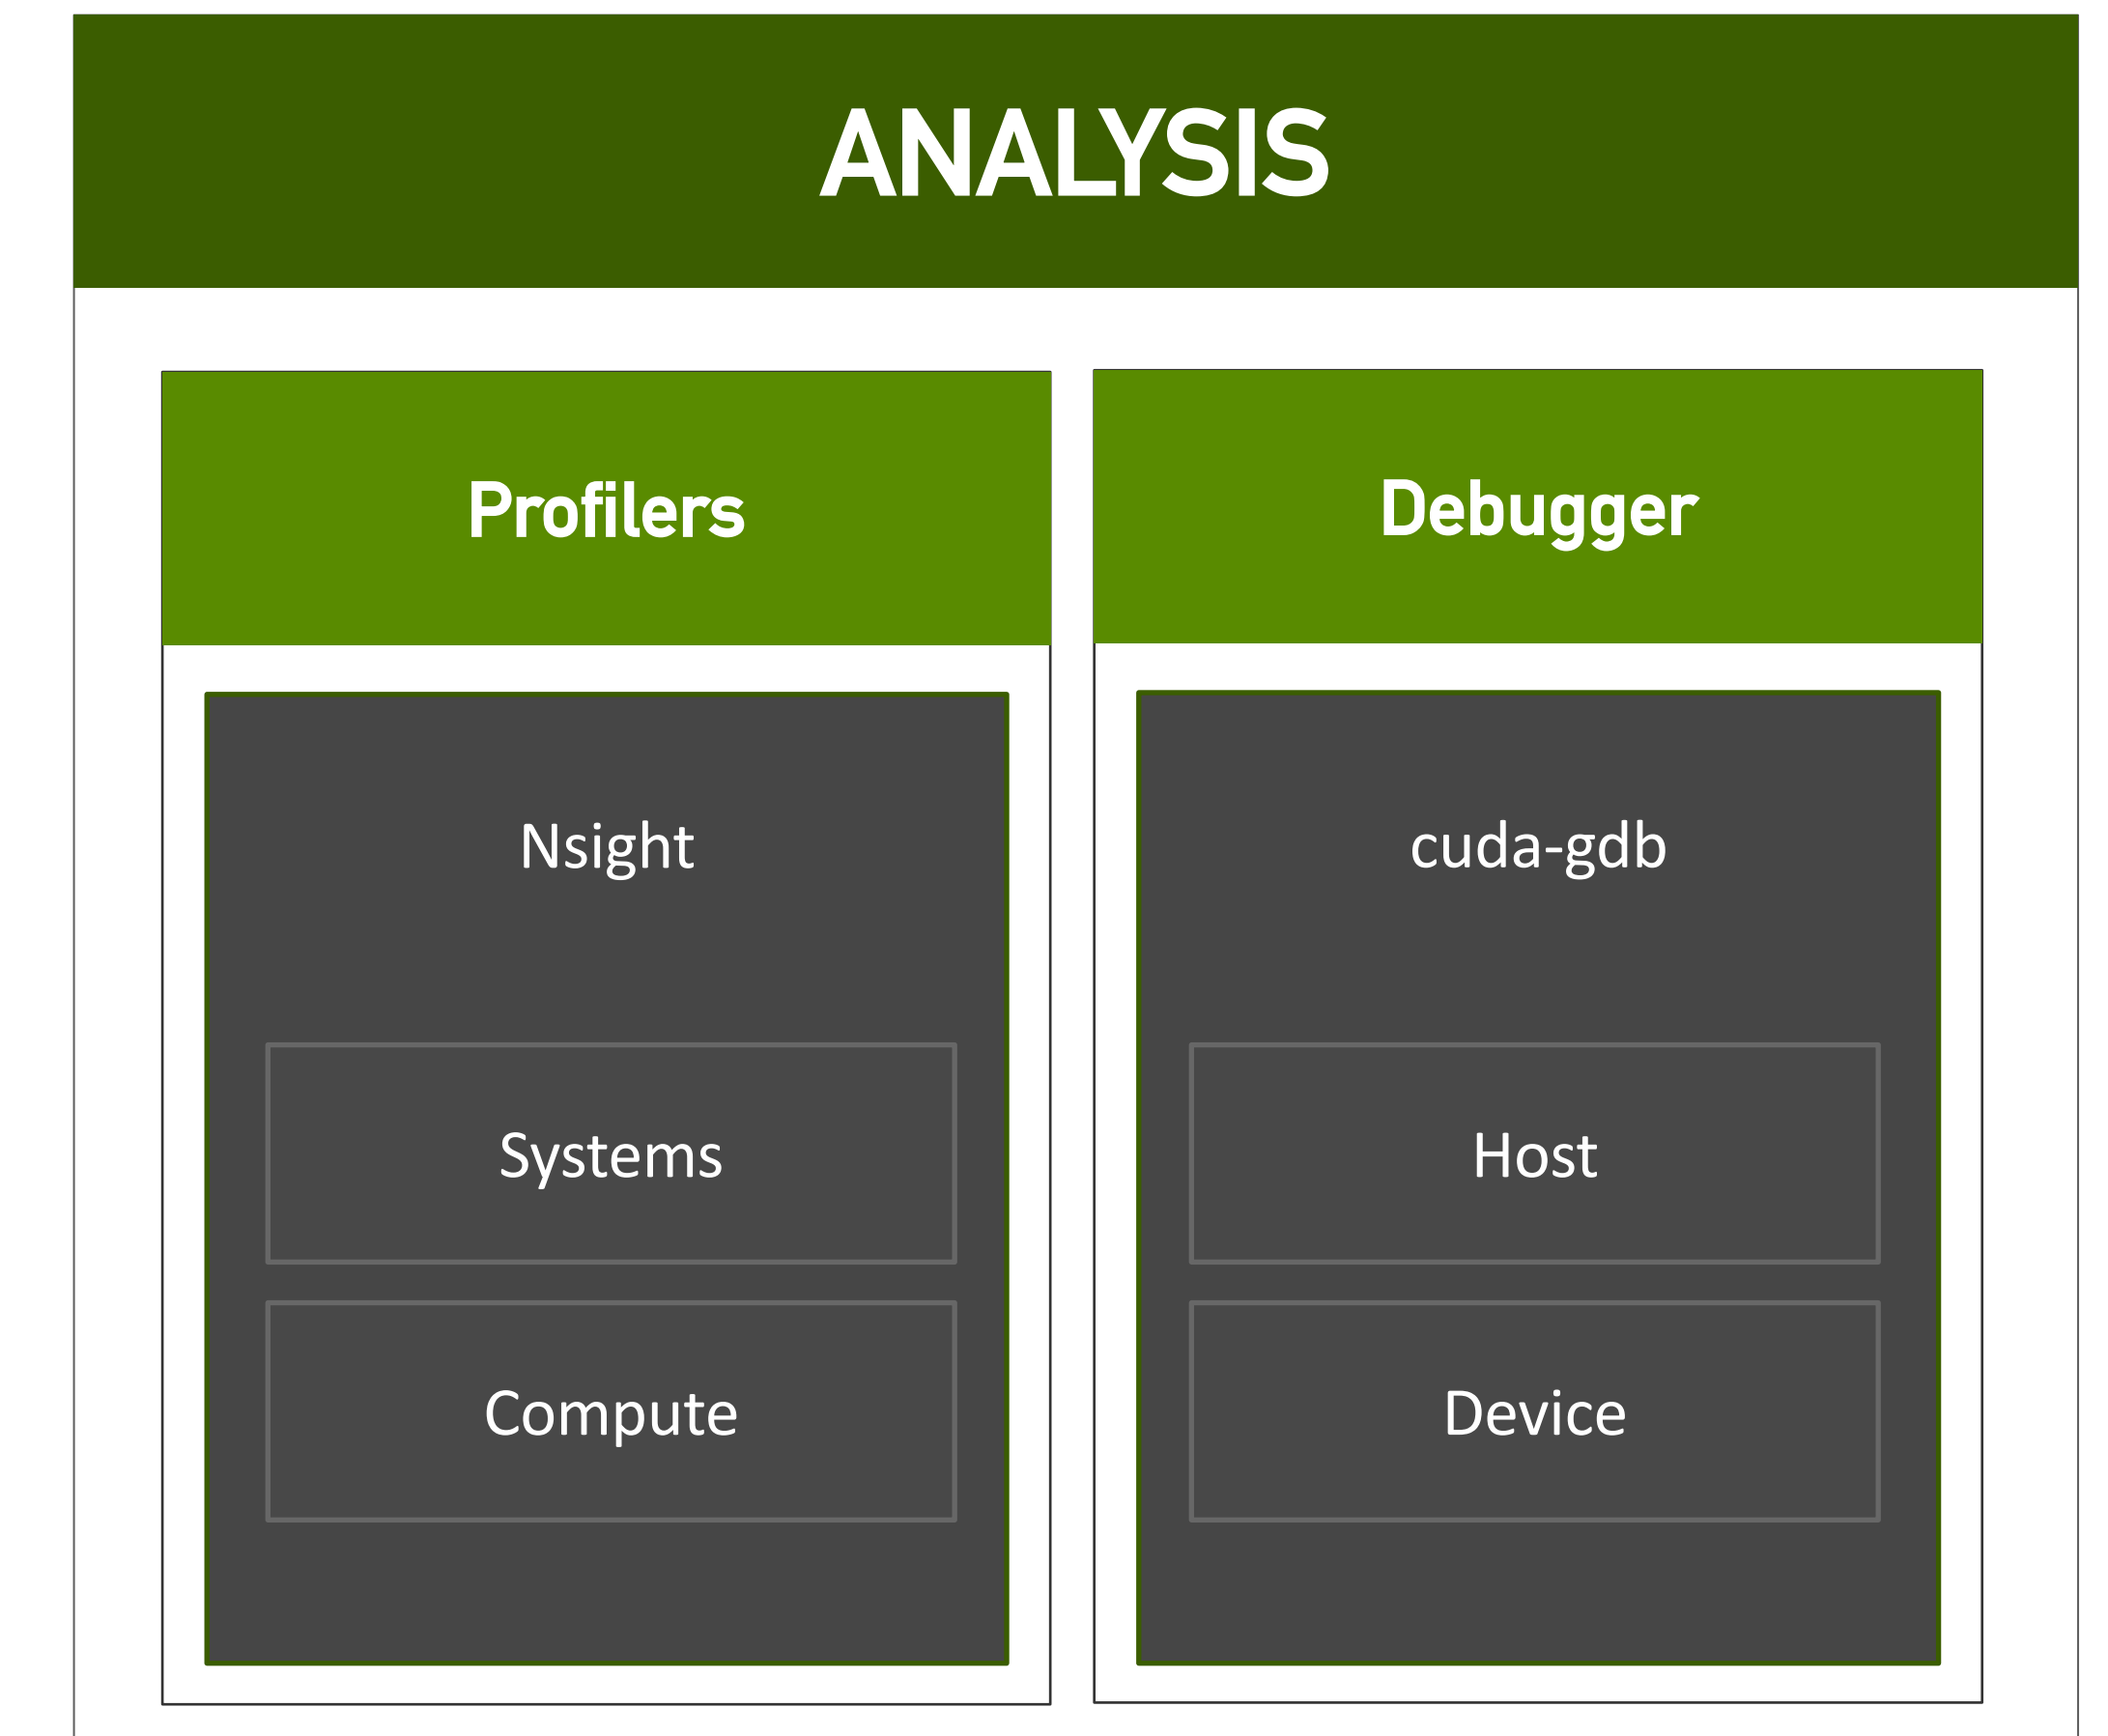 ANALYSIS
Profilers
Nsight
Systems
Compute
Debugger
cuda-gdb
Host
Device